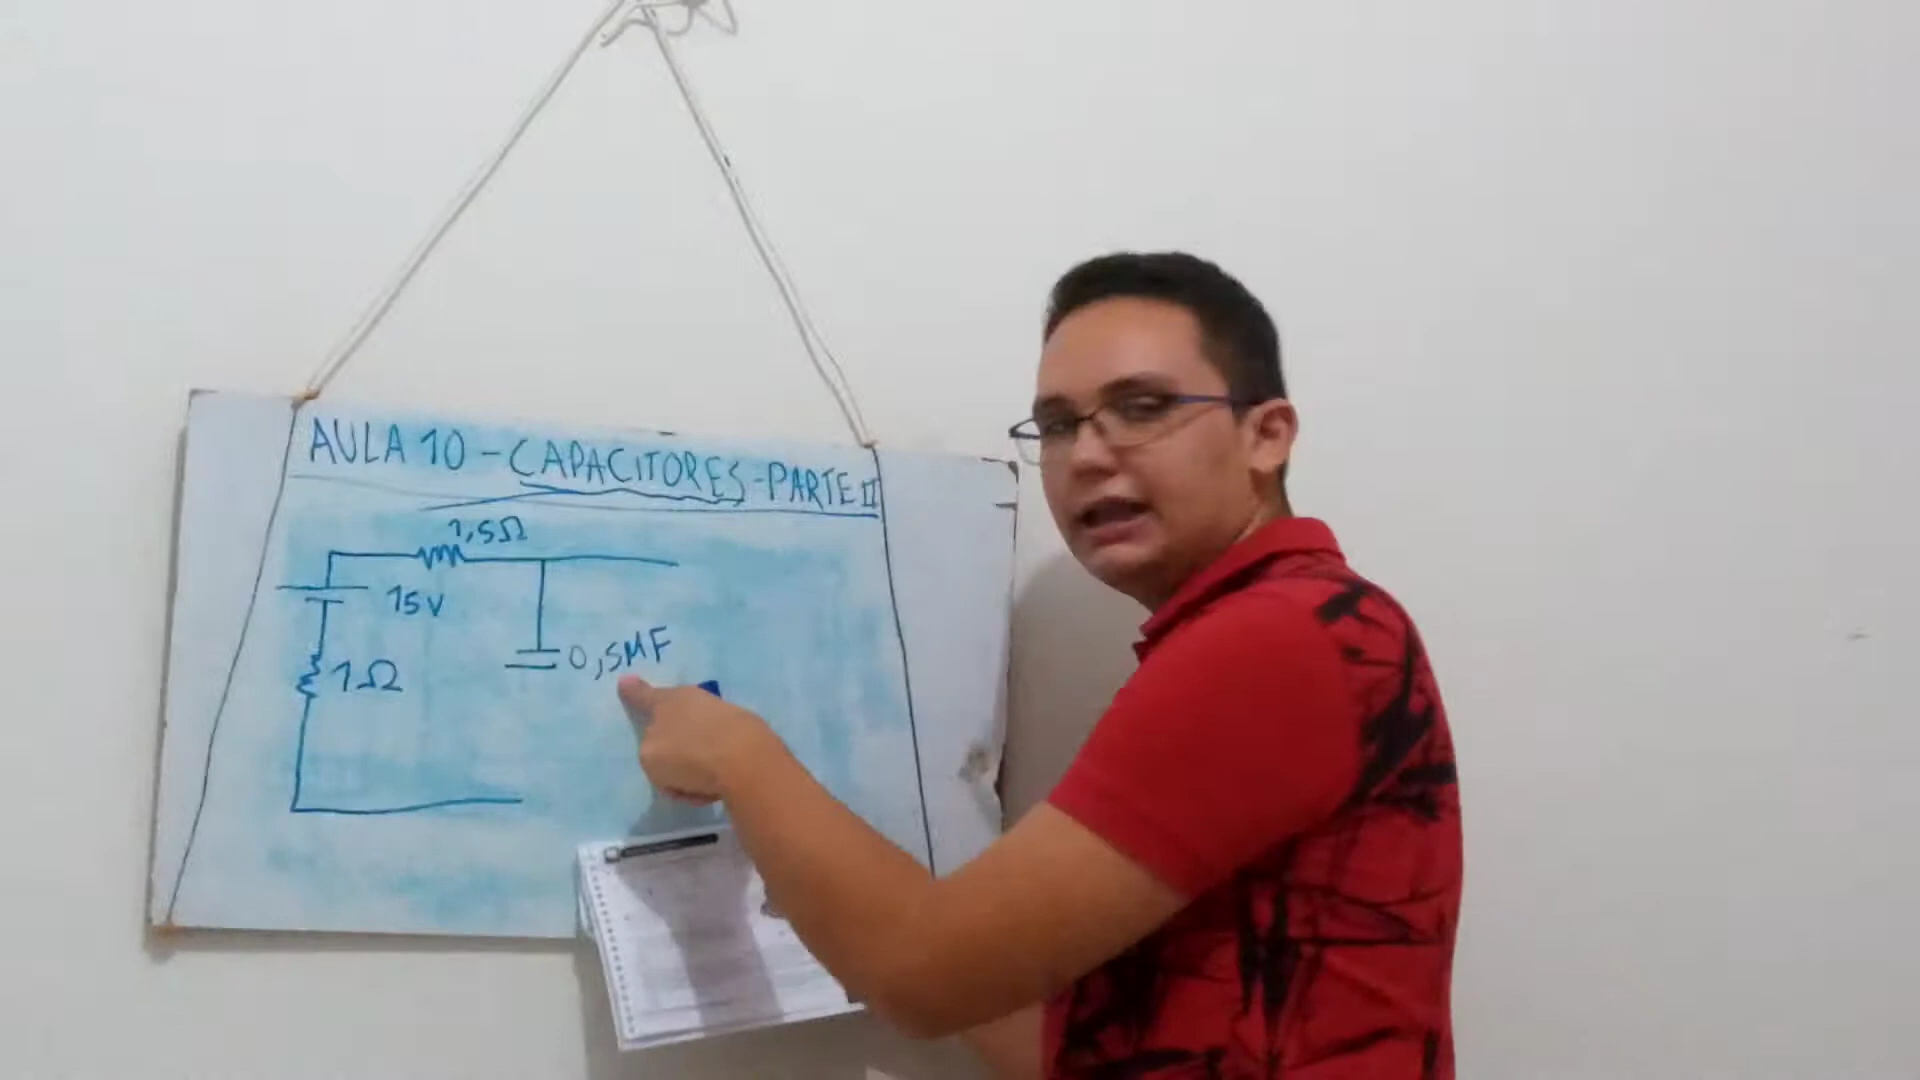 AULA 10 - CAPACITORES - PARTE II
1,5Ω
15V
0,5MF
1Ω